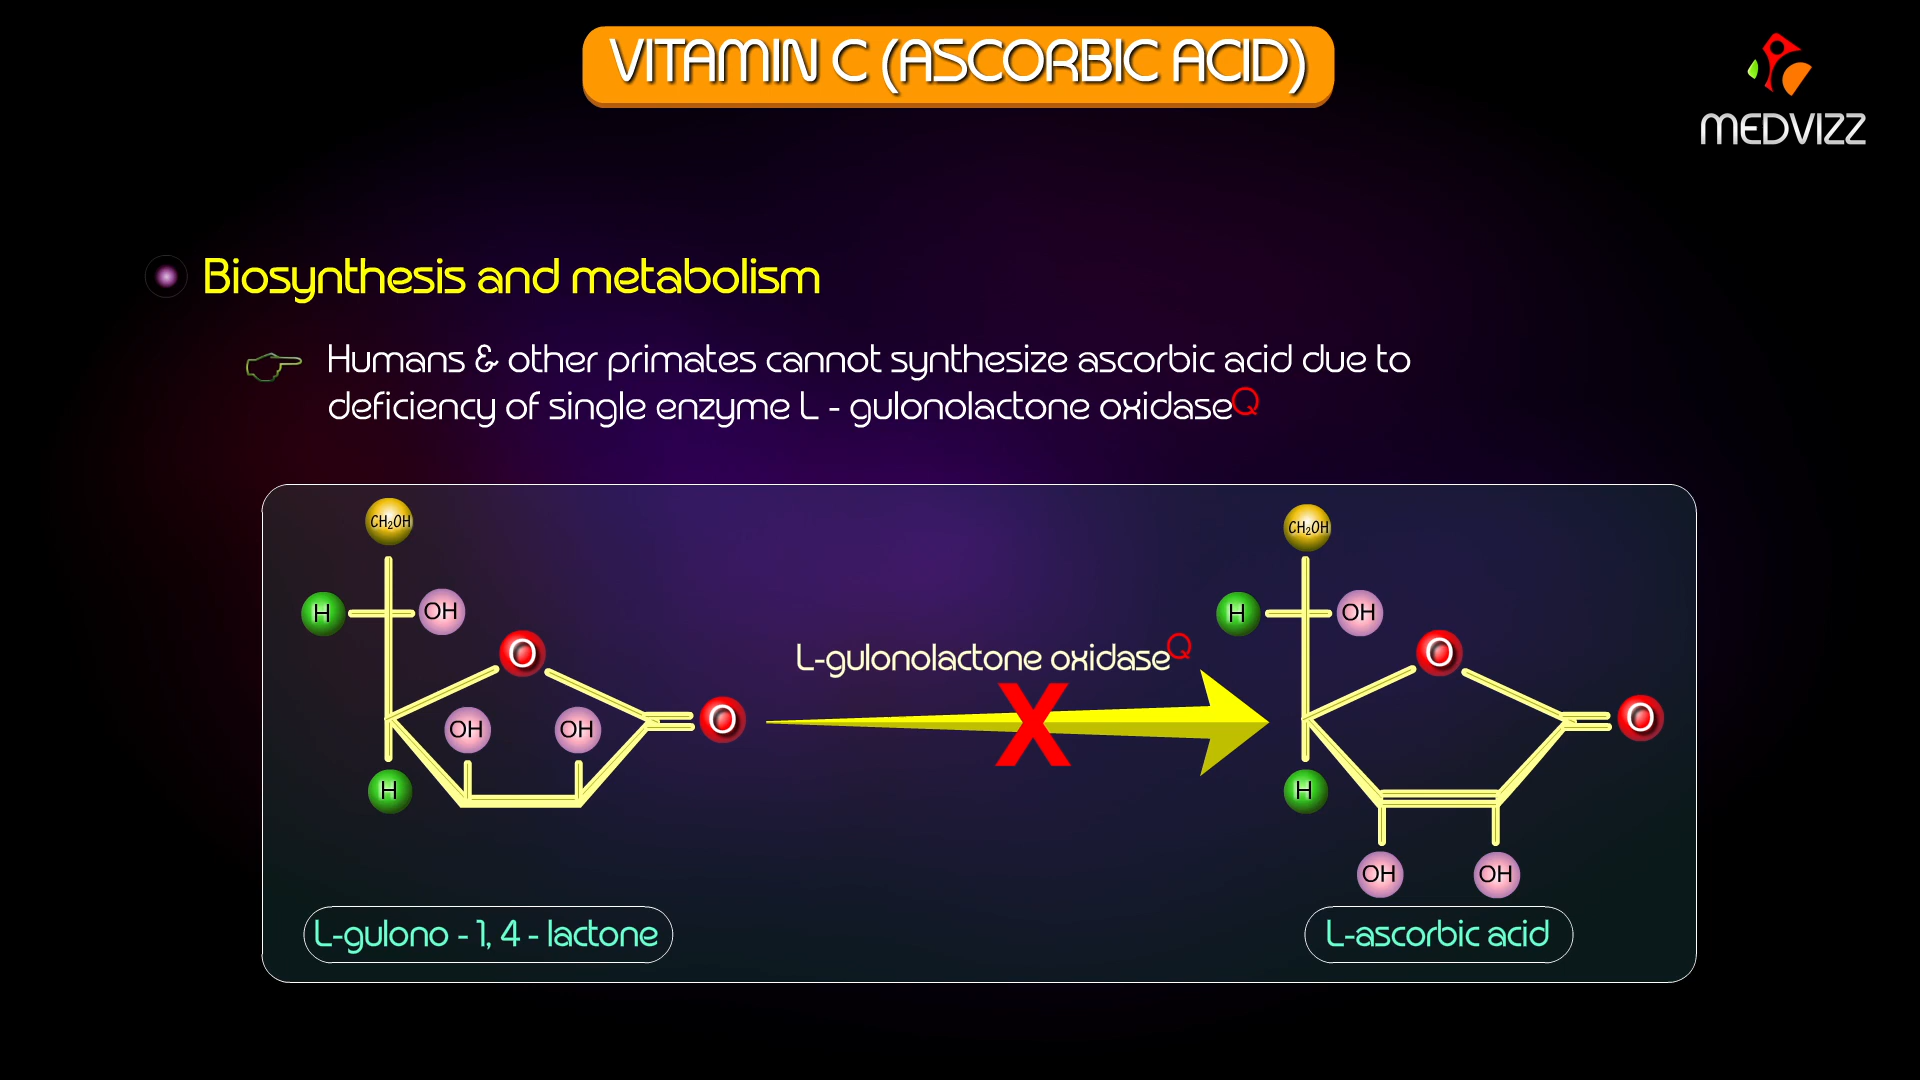 VITAMIN C (ASCORBIC ACID)
MEDVIZZ
Biosynthesis and metabolism
Humans & other primates cannot synthesize ascorbic acid due to
deficiency of single enzyme L - gulonolactone oxidaseQ
CH₂OH
H
OH
O
OH
OH
O
H
L-gulono - 1, 4 - lactone
L-gulonolactone oxidaseQ
X
CH₂OH
H
OH
O
O
H
OH
OH
L-ascorbic acid